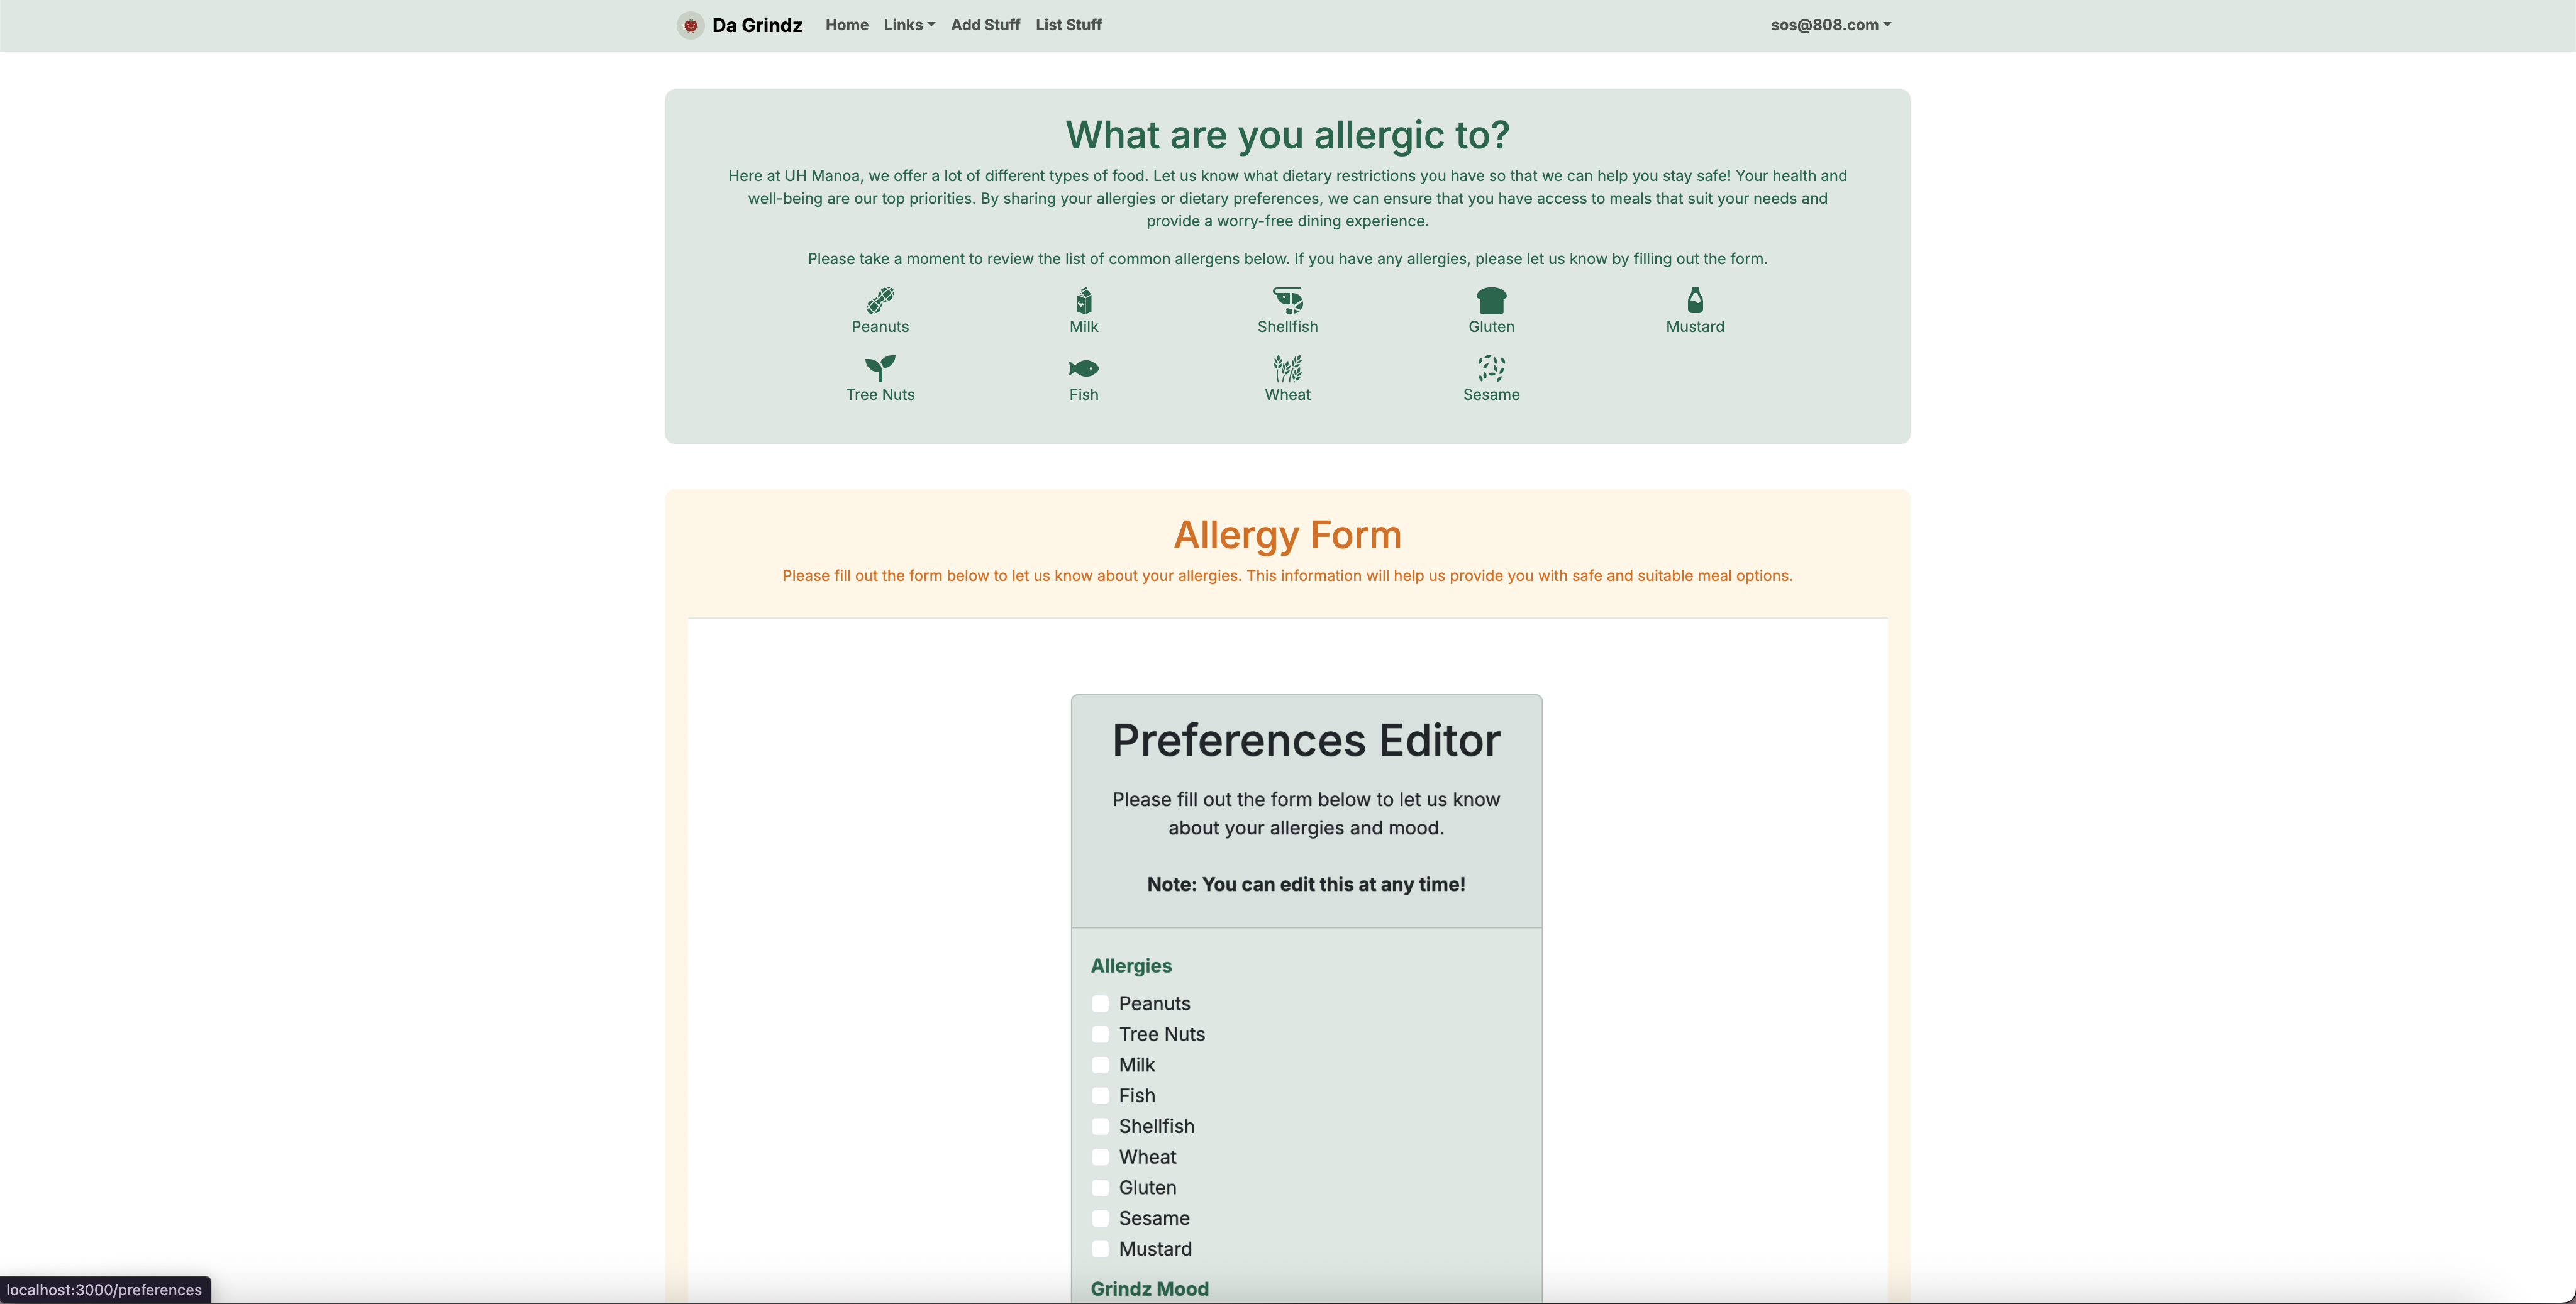 Da Grindz
Home
Links
Add Stuff
List Stuff
sos@808.com
What are you allergic to?
Here at UH Manoa, we offer a lot of different types of food. Let us know what dietary restrictions you have so that we can help you stay safe! Your health and
well-being are our top priorities. By sharing your allergies or dietary preferences, we can ensure that you have access to meals that suit your needs and
provide a worry-free dining experience.
Please take a moment to review the list of common allergens below. If you have any allergies, please let us know by filling out the form.
Peanuts
Milk
Shellfish
Gluten
Mustard
Tree Nuts
Fish
Wheat
Sesame
Allergy Form
Please fill out the form below to let us know about your allergies. This information will help us provide you with safe and suitable meal options.
Preferences Editor
Please fill out the form below to let us know
about your allergies and mood.
Note: You can edit this at any time!
Allergies
Peanuts
Tree Nuts
Milk
Fish
Shellfish
Wheat
Gluten
Sesame
Mustard
Grindz Mood
localhost:3000/preferences